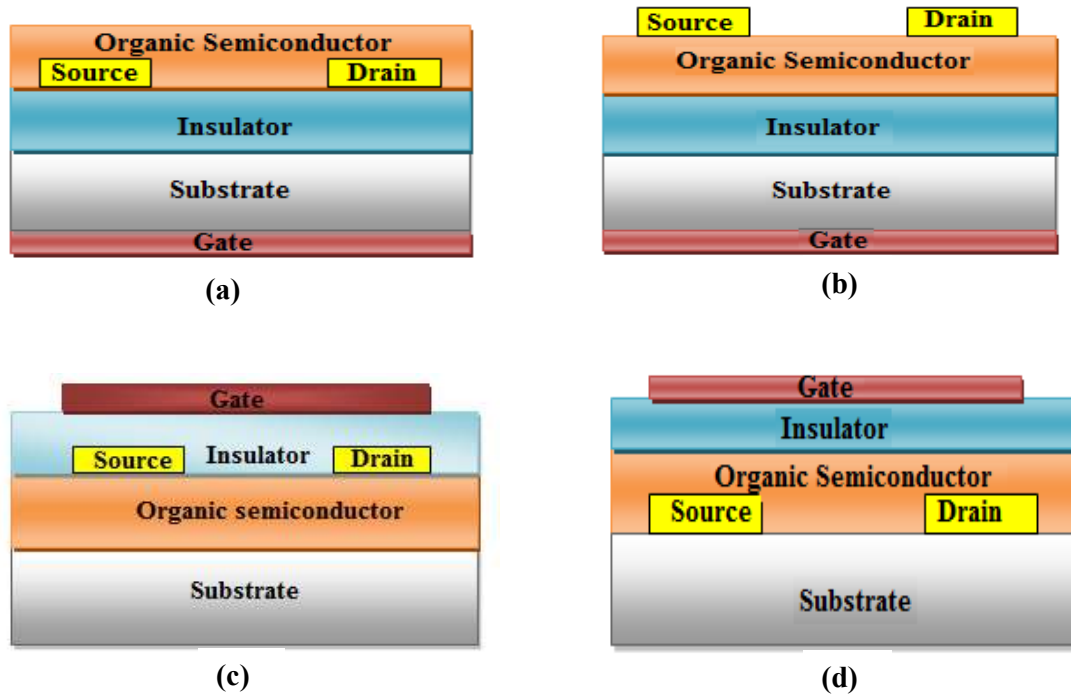 Organic Semiconductor
Source Drain
Insulator
Substrate
Gate
(a)
Source Drain
Organic Semiconductor
Insulator
Substrate
Gate
(b)
Gate
Source Insulator Drain
Organic semiconductor
Substrate
(c)
Gate
Insulator
Organic Semiconductor
Source Drain
Substrate
(d)